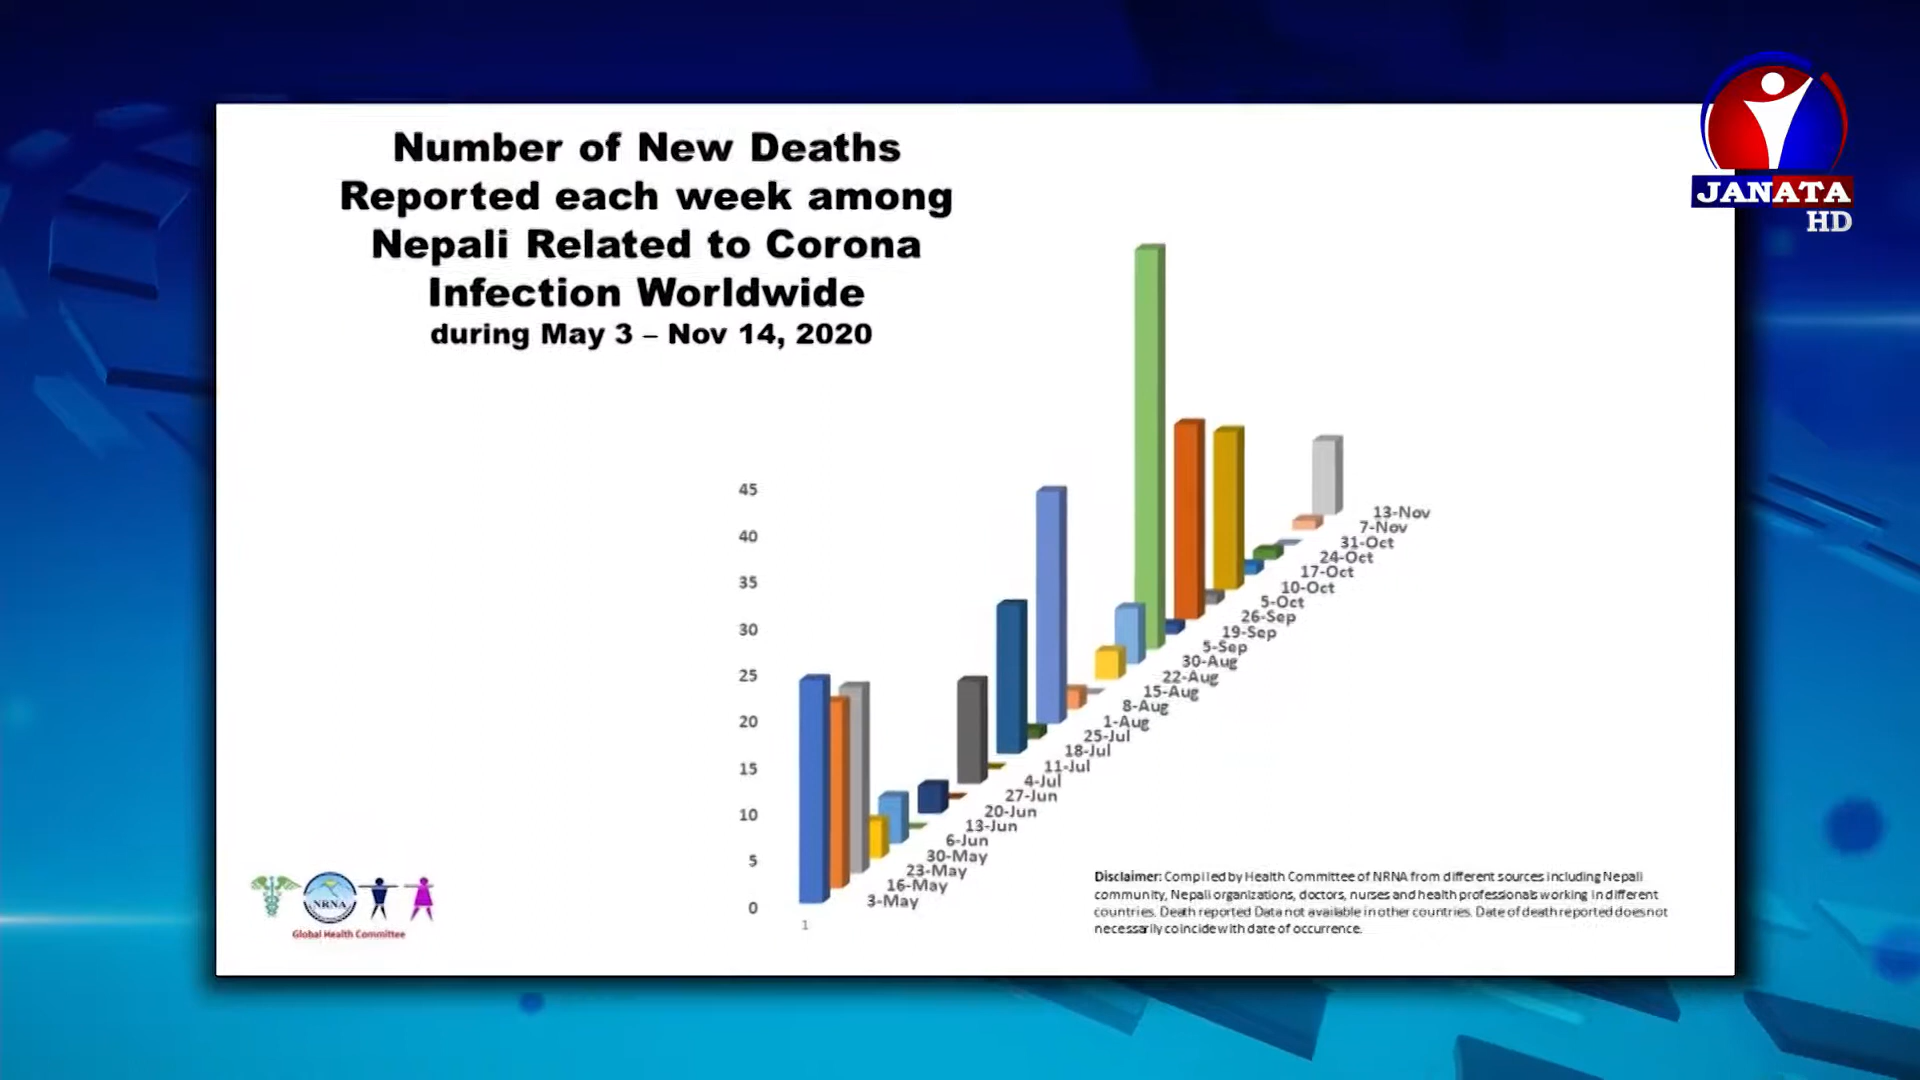 JANATA
HD
Number of New Deaths
Reported each week among
Nepali Related to Corona
Infection Worldwide
during May 3 – Nov 14, 2020
45
40
35
30
25
20
15
10
5
0
1
13-Nov
7-Nov
31-Oct
24-Oct
17-Oct
10-Oct
5-Oct
26-Sep
19-Sep
5-Sep
30-Aug
22-Aug
15-Aug
8-Aug
1-Aug
25-Jul
18-Jul
11-Jul
4-Jul
27-Jun
20-Jun
13-Jun
6-Jun
30-May
23-May
16-May
3-May
NRNA
Global Health Committee
Disclaimer: Compiled by Health Committee of NRNA from different sources including Nepali
community, Nepali organizations, doctors, nurses and health professionals working in different
countries. Death reported Data not available in other countries. Date of death reported does not
necessarily coincide with date of occurrence.